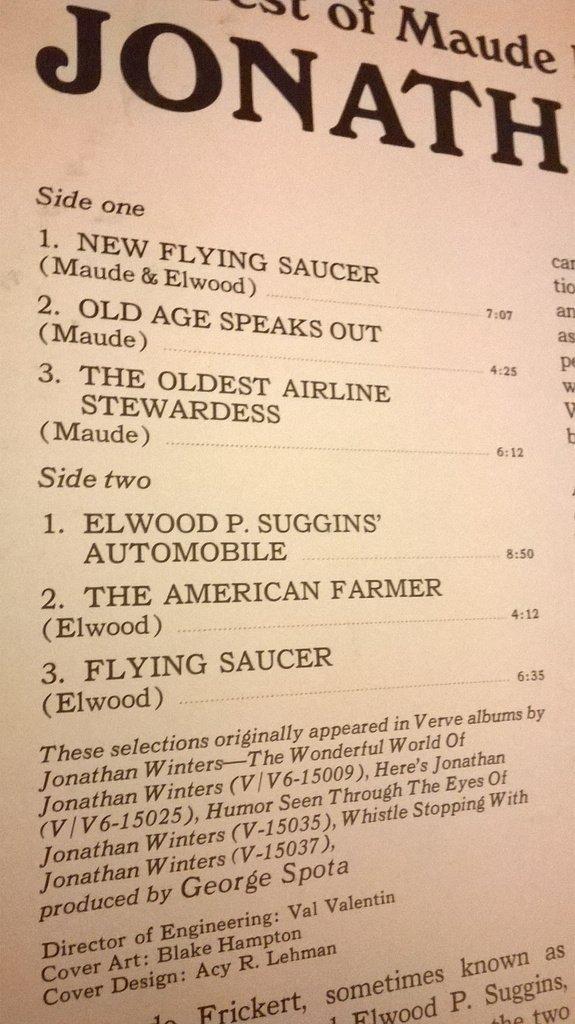 of Maude
JONATH
Side one
1. NEW FLYING SAUCER
(Maude & Elwood) 7:07
2. OLD AGE SPEAKS OUT
(Maude) 4:25
3. THE OLDEST AIRLINE
STEWARDESS
(Maude) 6:12
Side two
1. ELWOOD P. SUGGINS'
AUTOMOBILE 8:50
2. THE AMERICAN FARMER
(Elwood) 4:12
3. FLYING SAUCER
(Elwood) 6:35
These selections originally appeared in Verve albums by
Jonathan Winters—The Wonderful World Of
Jonathan Winters (V/V6-15009), Here's Jonathan
(V/V6-15025), Humor Seen Through The Eyes Of
Jonathan Winters (V-15035), Whistle Stopping With
Jonathan Winters (V-15037),
produced by George Spota
Director of Engineering: Val Valentin
Cover Art: Blake Hampton
Cover Design: Acy R. Lehman
Frickert, sometimes known as
Elwood P. Suggins,
the two